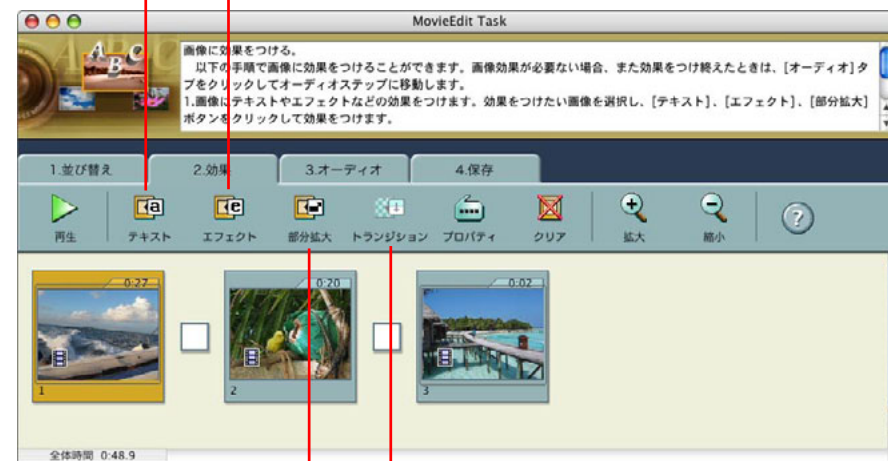 MovieEdit Task
画像に効果をつける。
以下の手順で画像に効果をつけることができます。画像効果が必要ない場合、また効果をつけ終えたときは、[オーディオ]タ
ブをクリックしてオーディオステップに移動します。
1.画像にテキストやエフェクトなどの効果をつけます。効果をつけたい画像を選択し、[テキスト]、[エフェクト]、[部分拡大]
ボタンをクリックして効果をつけます。
1.並び替え 2.効果 3.オーディオ 4.保存
再生 テキスト エフェクト 部分拡大 トランジション プロパティ クリア 拡大 縮小
0:27 0:20 0:02
1 2 3
全体時間 0:48.9